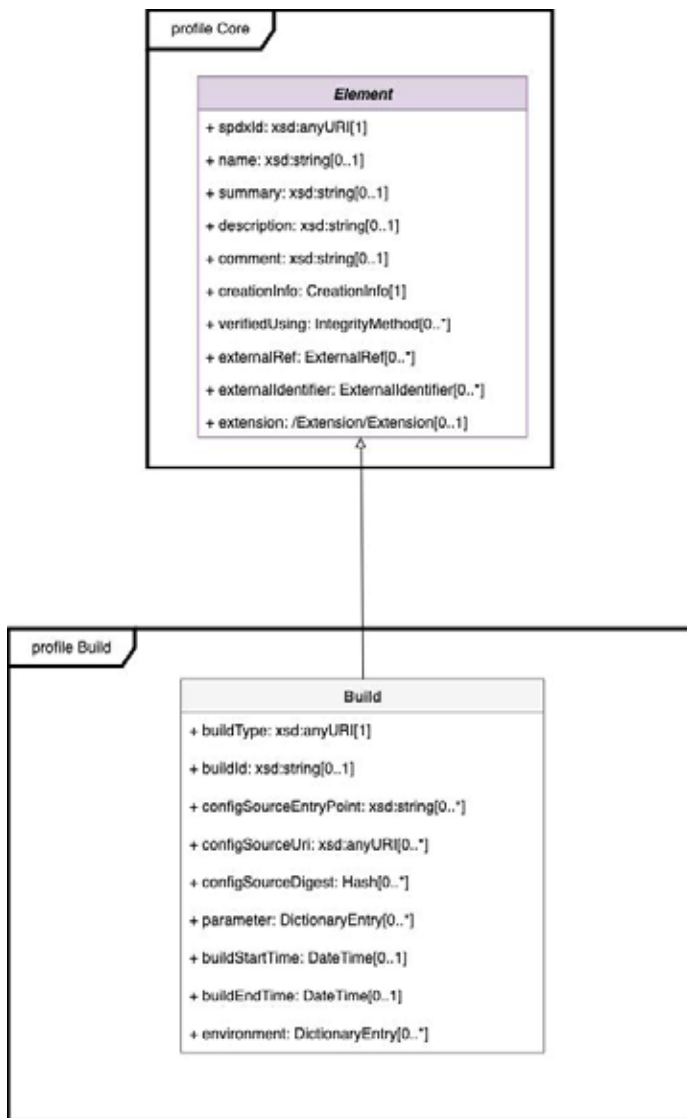 profile Core
Element
+ spdxId: xsd:anyURI[1]
+ name: xsd:string[0..1]
+ summary: xsd:string[0..1]
+ description: xsd:string[0..1]
+ comment: xsd:string[0..1]
+ creationInfo: CreationInfo[1]
+ verifiedUsing: IntegrityMethod[0..*]
+ externalRef: ExternalRef[0..*]
+ externalIdentifier: ExternalIdentifier[0..*]
+ extension: /Extension/Extension[0..1]
profile Build
Build
+ buildType: xsd:anyURI[1]
+ buildId: xsd:string[0..1]
+ configSourceEntryPoint: xsd:string[0..*]
+ configSourceUri: xsd:anyURI[0..*]
+ configSourceDigest: Hash[0..*]
+ parameter: DictionaryEntry[0..*]
+ buildStartTime: DateTime[0..1]
+ buildEndTime: DateTime[0..1]
+ environment: DictionaryEntry[0..*]